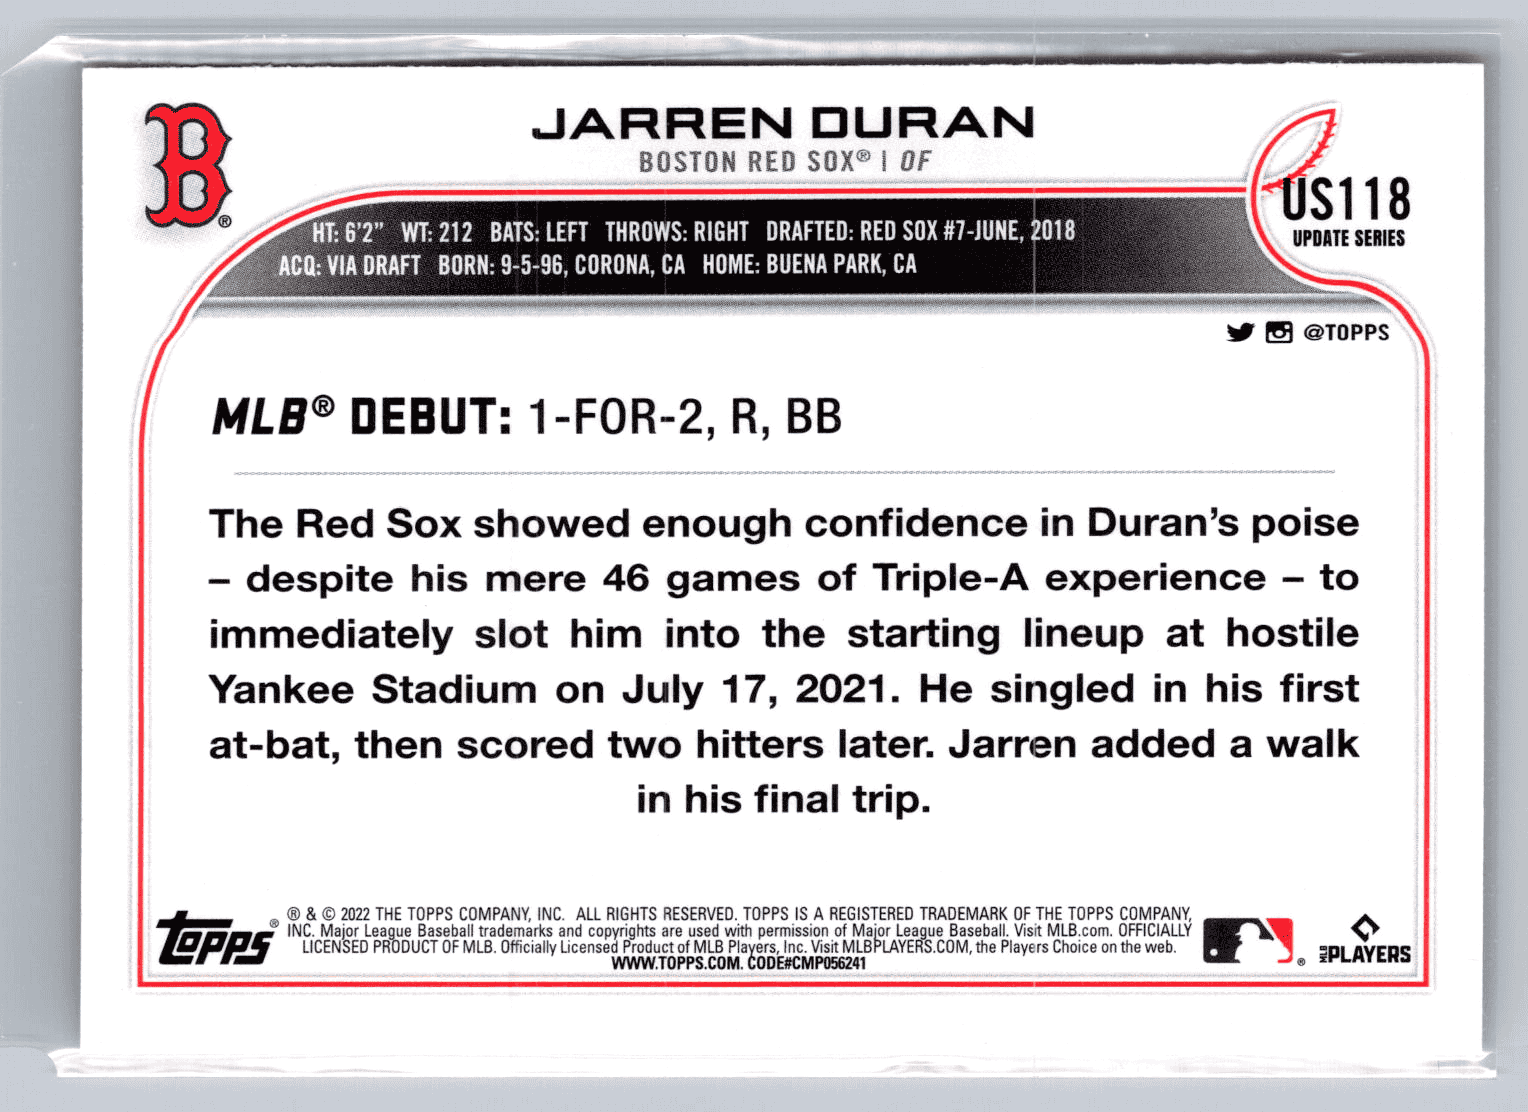 B®
JARREN DURAN
BOSTON RED SOX® | OF
US118
UPDATE SERIES
HT: 6'2" WT: 212 BATS: LEFT THROWS: RIGHT DRAFTED: RED SOX #7-JUNE, 2018
ACQ: VIA DRAFT BORN: 9-5-96, CORONA, CA HOME: BUENA PARK, CA
@TOPPS
MLB® DEBUT: 1-FOR-2, R, BB
The Red Sox showed enough confidence in Duran's poise
– despite his mere 46 games of Triple-A experience – to
immediately slot him into the starting lineup at hostile
Yankee Stadium on July 17, 2021. He singled in his first
at-bat, then scored two hitters later. Jarren added a walk
in his final trip.
topps®
® & © 2022 THE TOPPS COMPANY, INC. ALL RIGHTS RESERVED. TOPPS IS A REGISTERED TRADEMARK OF THE TOPPS COMPANY,
INC. Major League Baseball trademarks and copyrights are used with permission of Major League Baseball. Visit MLB.com. OFFICIALLY
LICENSED PRODUCT OF MLB. Officially Licensed Product of MLB Players, Inc. Visit MLBPLAYERS.COM, the Players Choice on the web.
WWW.TOPPS.COM. CODE#CMP056241
®
MLB PLAYERS